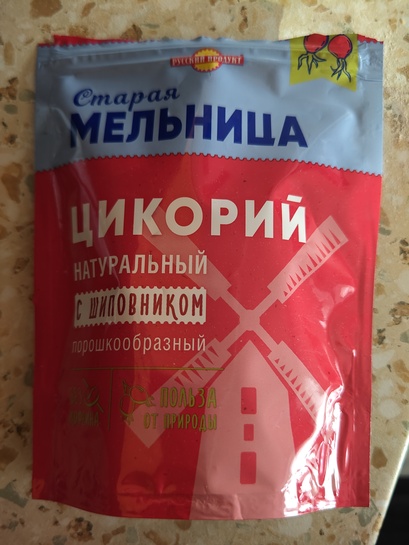 РУССКИЙ ПРОДУКТ
Старая
МЕЛЬНИЦА
ЦИКОРИЙ
НАТУРАЛЬНЫЙ
С ШИПОВНИКОМ
порошкообразный
ПОЛЬЗА
ОТ ПРИРОДЫ